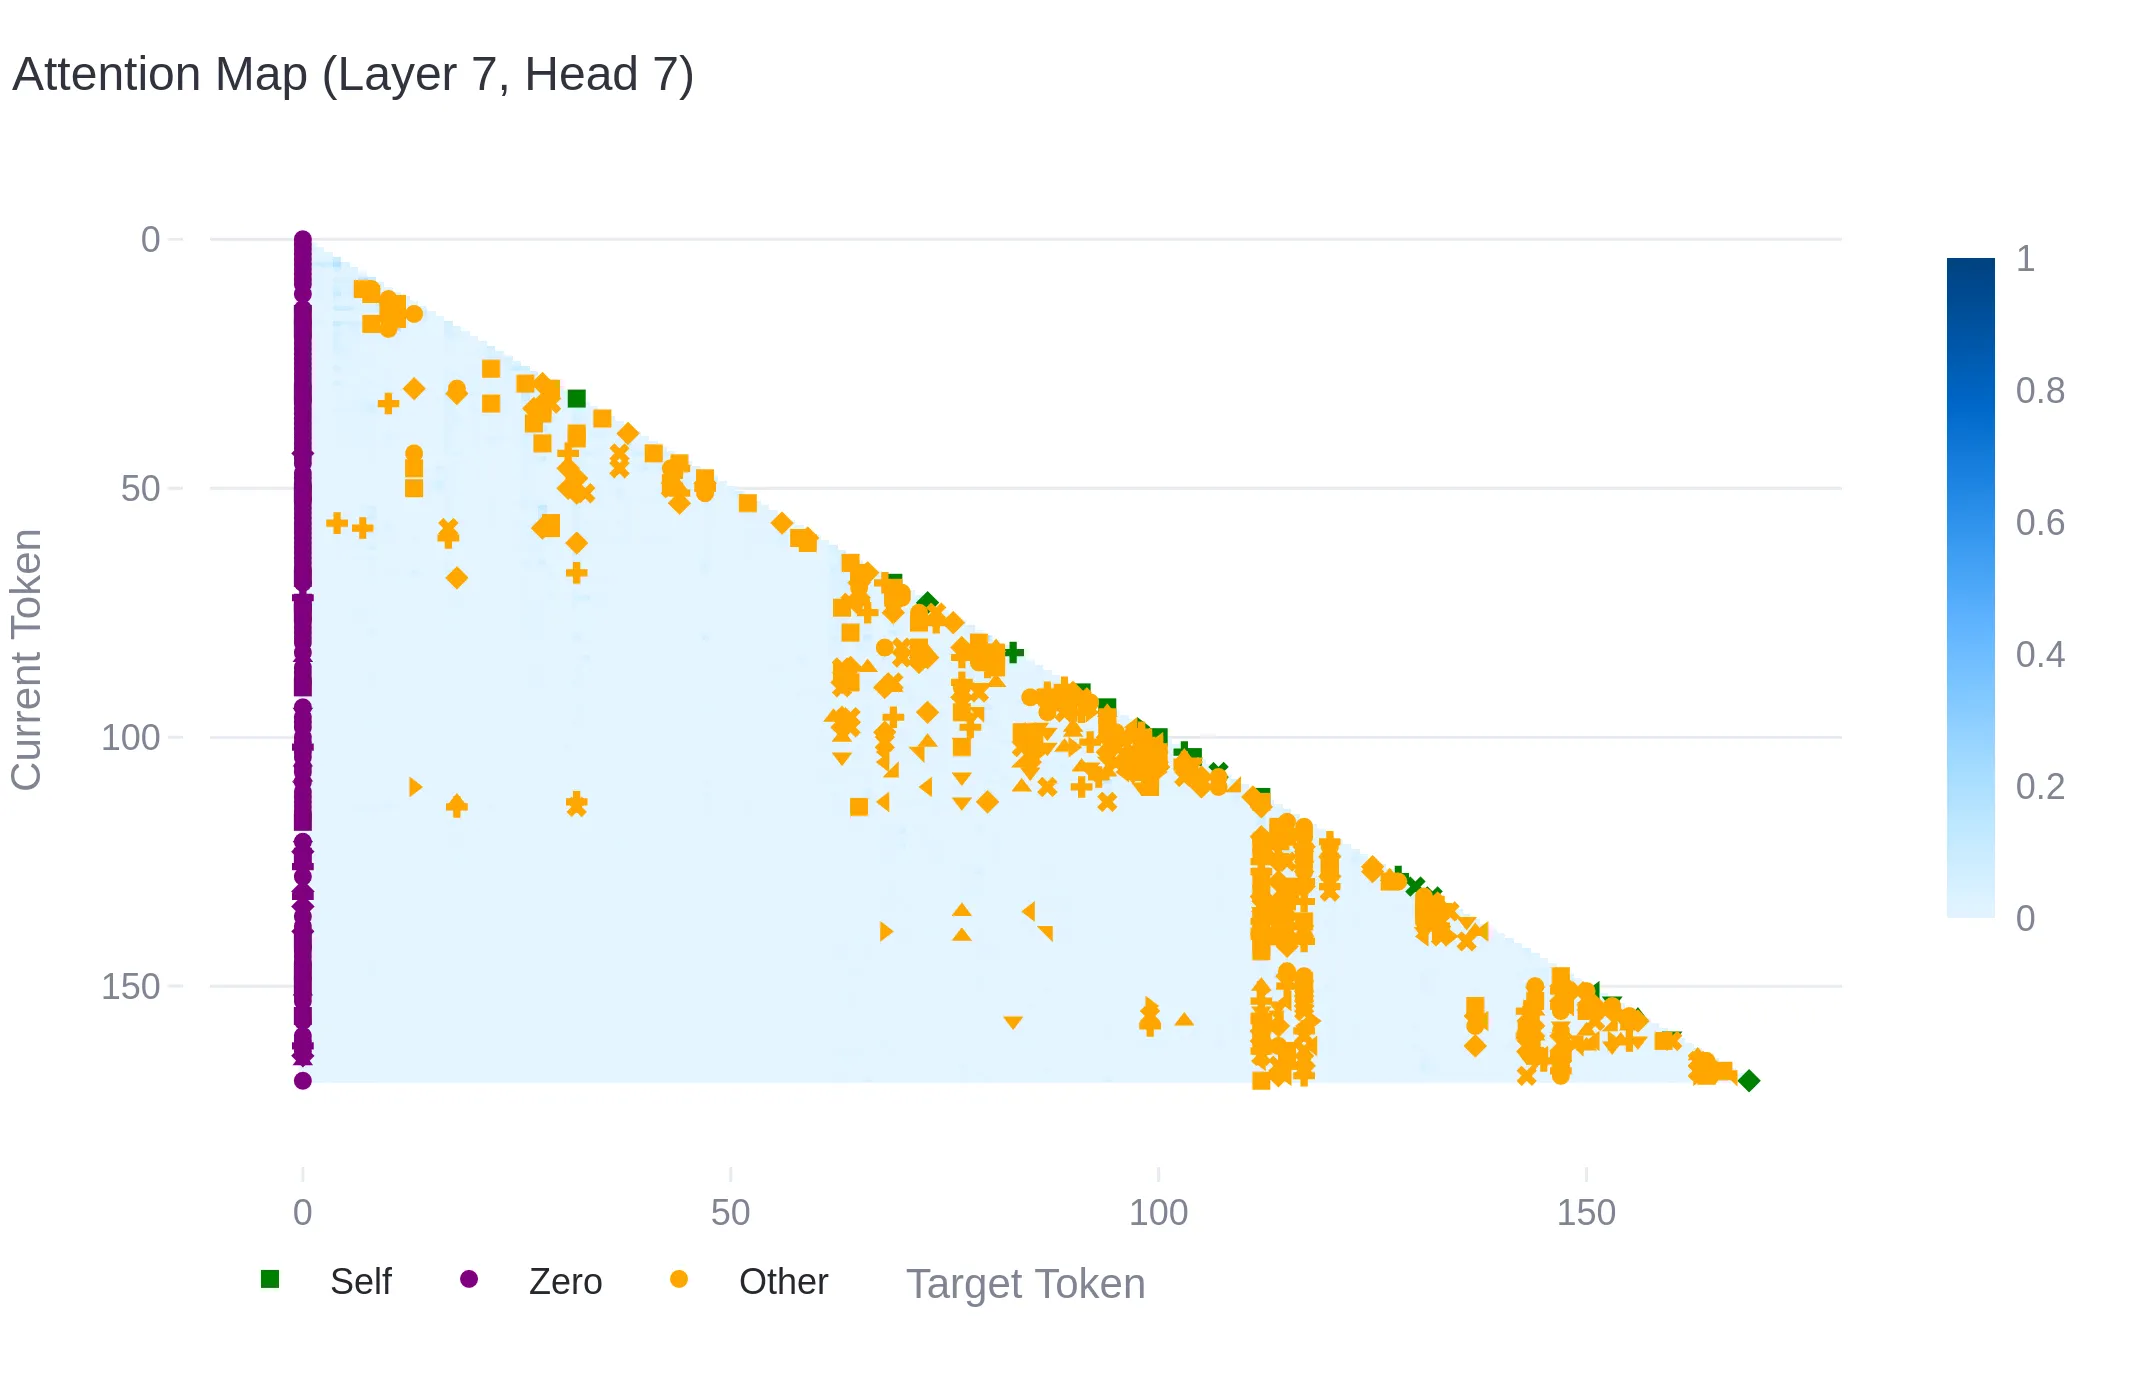 Attention Map (Layer 7, Head 7)
Current Token
0
50
100
150
0
50
100
150
Self
Zero
Other
Target Token
1
0.8
0.6
0.4
0.2
0